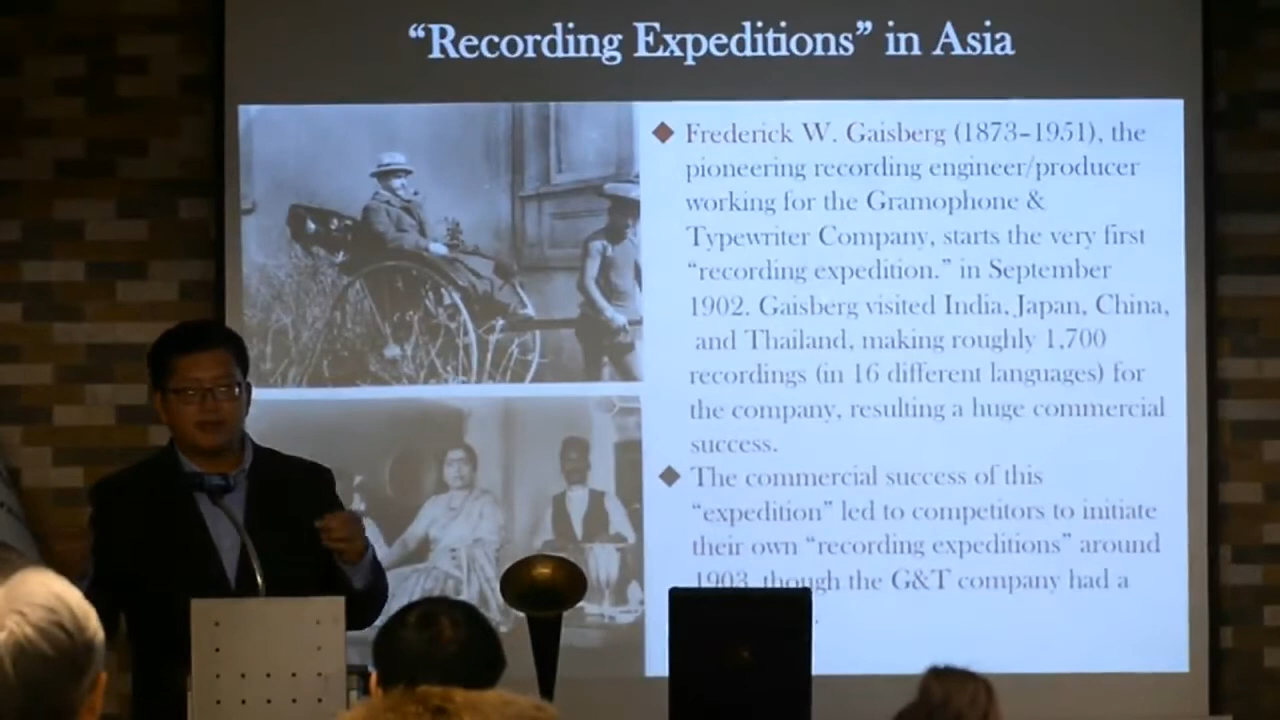 “Recording Expeditions” in Asia
Frederick W. Gaisberg (1873–1951), the
pioneering recording engineer/producer
working for the Gramophone &
Typewriter Company, starts the very first
“recording expedition.” in September
1902. Gaisberg visited India, Japan, China,
and Thailand, making roughly 1,700
recordings (in 16 different languages) for
the company, resulting a huge commercial
success.
The commercial success of this
“expedition” led to competitors to initiate
their own “recording expeditions” around
1903, though the G&T company had a